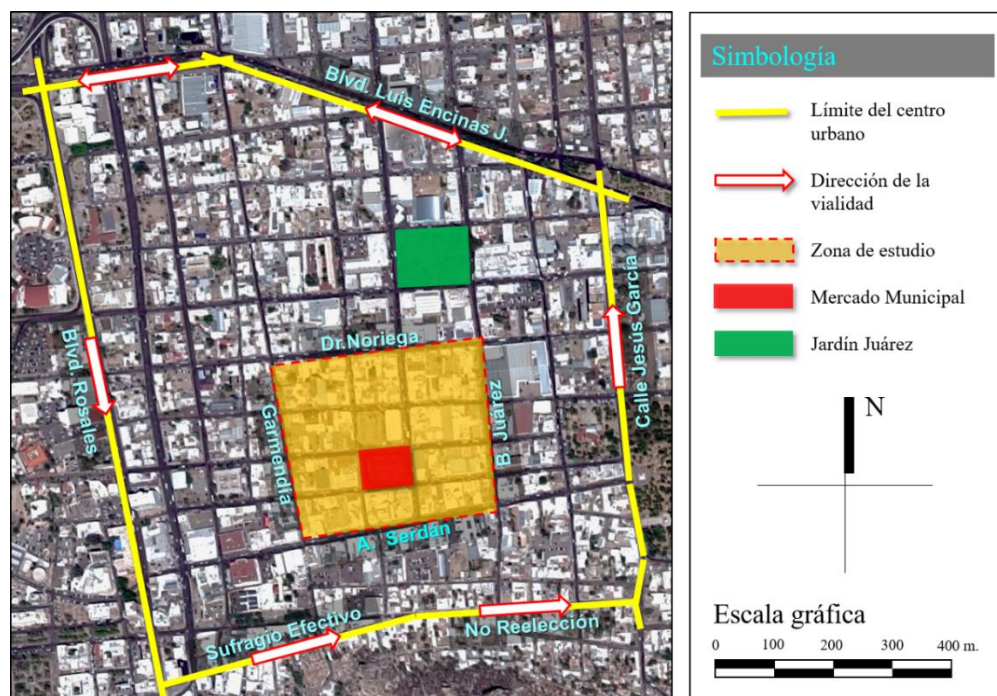 Blvd. Luis Encinas J.
Blvd. Rosales
Calle Jesús García
Dr.Noriega
Garmendia
B. Juárez
A. Serdán
Sufragio Efectivo
No Reelección
Simbología
Límite del centro
urbano
Dirección de la
vialidad
Zona de estudio
Mercado Municipal
Jardín Juárez
N
Escala gráfica
0 100 200 300 400 m.